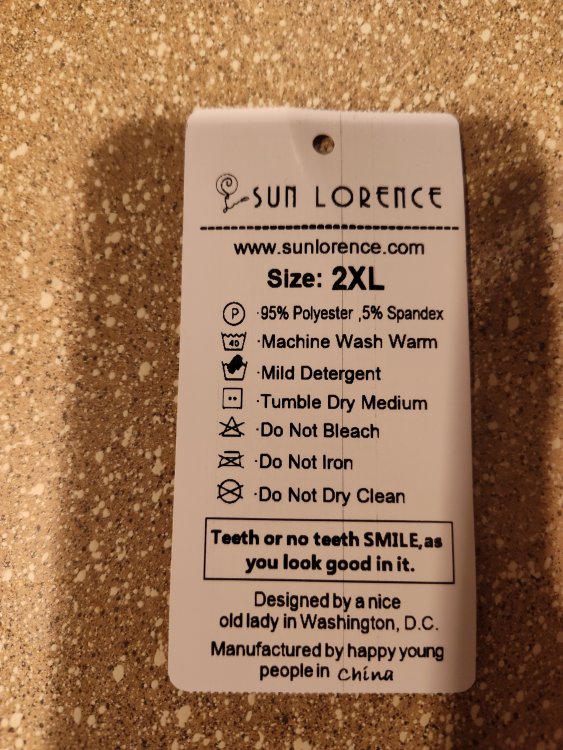 SUN LORENCE
www.sunlorence.com
Size: 2XL
P ·95% Polyester ,5% Spandex
40 ·Machine Wash Warm
·Mild Detergent
·Tumble Dry Medium
·Do Not Bleach
·Do Not Iron
·Do Not Dry Clean
Teeth or no teeth SMILE,as
you look good in it.
Designed by a nice
old lady in Washington, D.C.
Manufactured by happy young
people in China